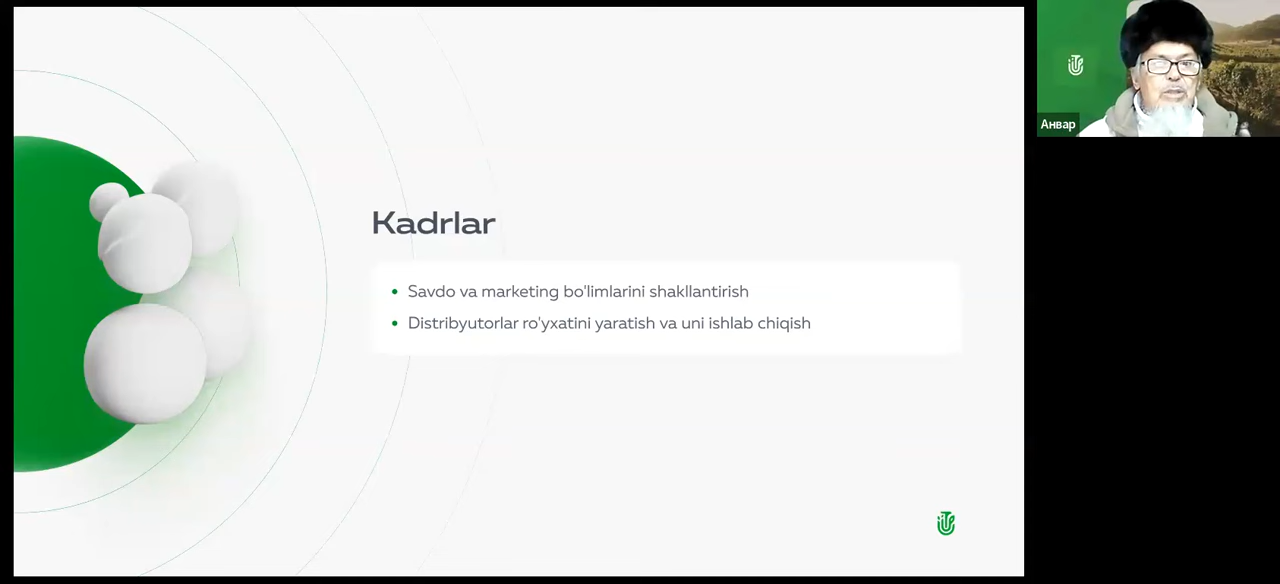 Kadrlar
Savdo va marketing bo'limlarini shakllantirish
Distribyutorlar ro'yxatini yaratish va uni ishlab chiqish
Анвар